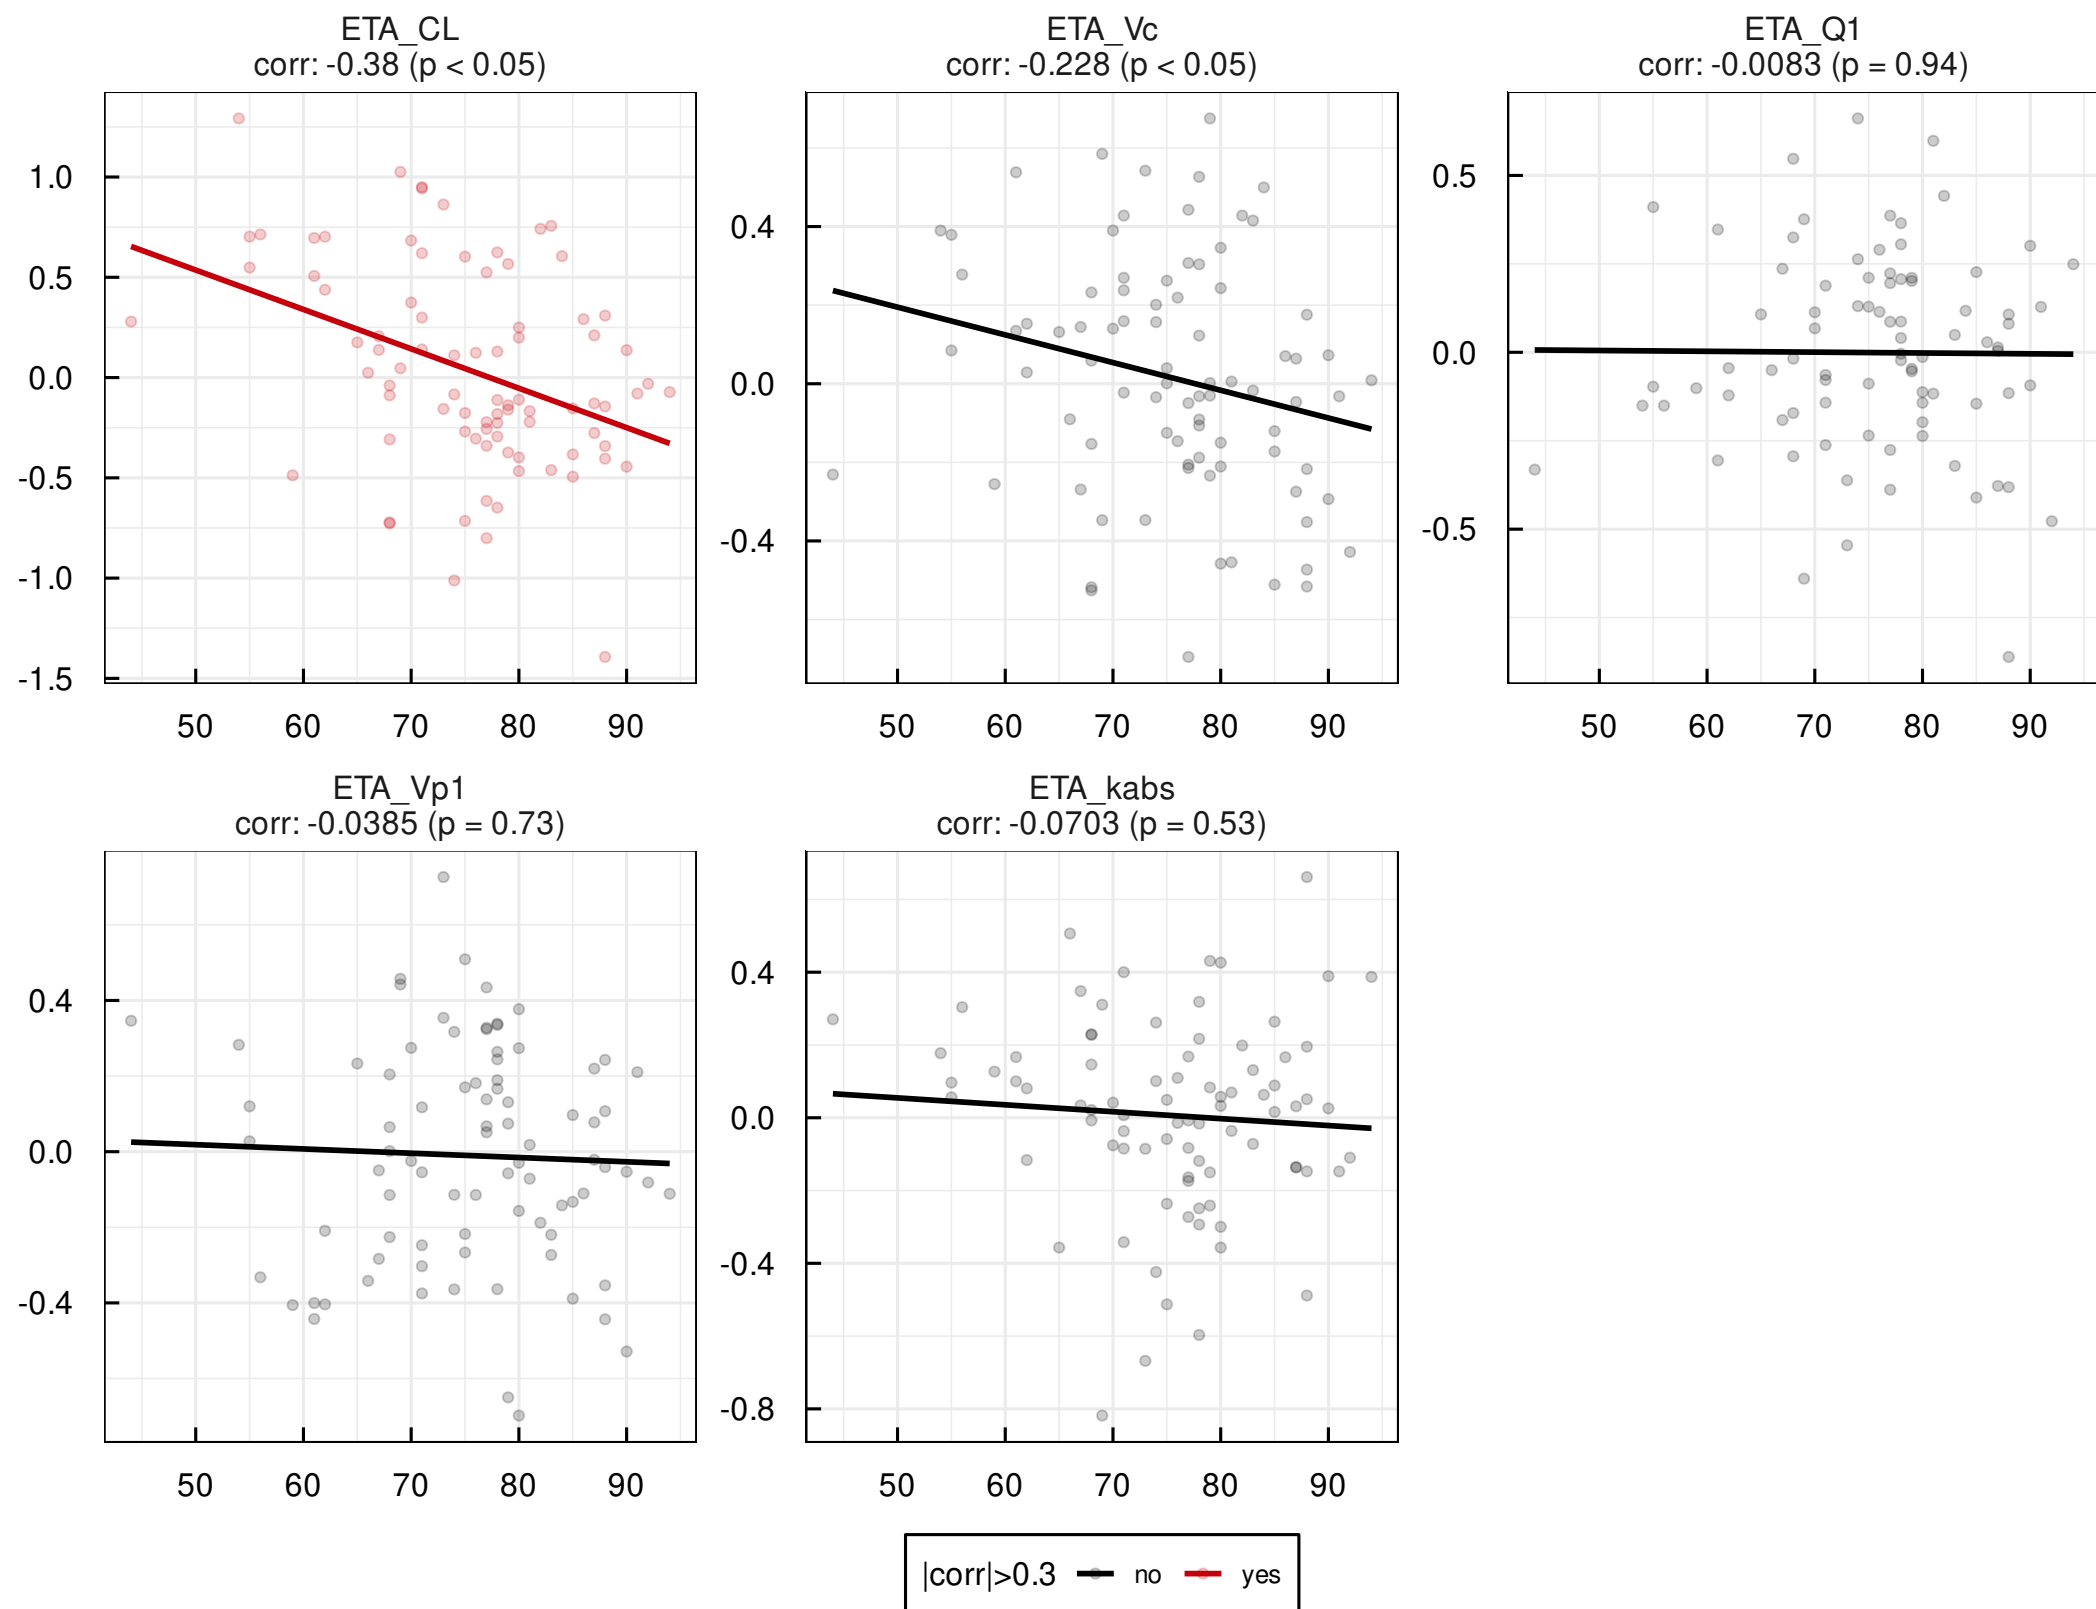 ETA_CL
corr: -0.38 (p < 0.05)
ETA_Vc
corr: -0.228 (p < 0.05)
ETA_Q1
corr: -0.0083 (p = 0.94)
1.0
0.5
0.0
-0.5
-1.0
-1.5
50 60 70 80 90
0.4
0.0
-0.4
50 60 70 80 90
0.5
0.0
-0.5
50 60 70 80 90
ETA_Vp1
corr: -0.0385 (p = 0.73)
ETA_kabs
corr: -0.0703 (p = 0.53)
0.4
0.0
-0.4
50 60 70 80 90
0.4
0.0
-0.4
-0.8
50 60 70 80 90
|corr|>0.3 no yes